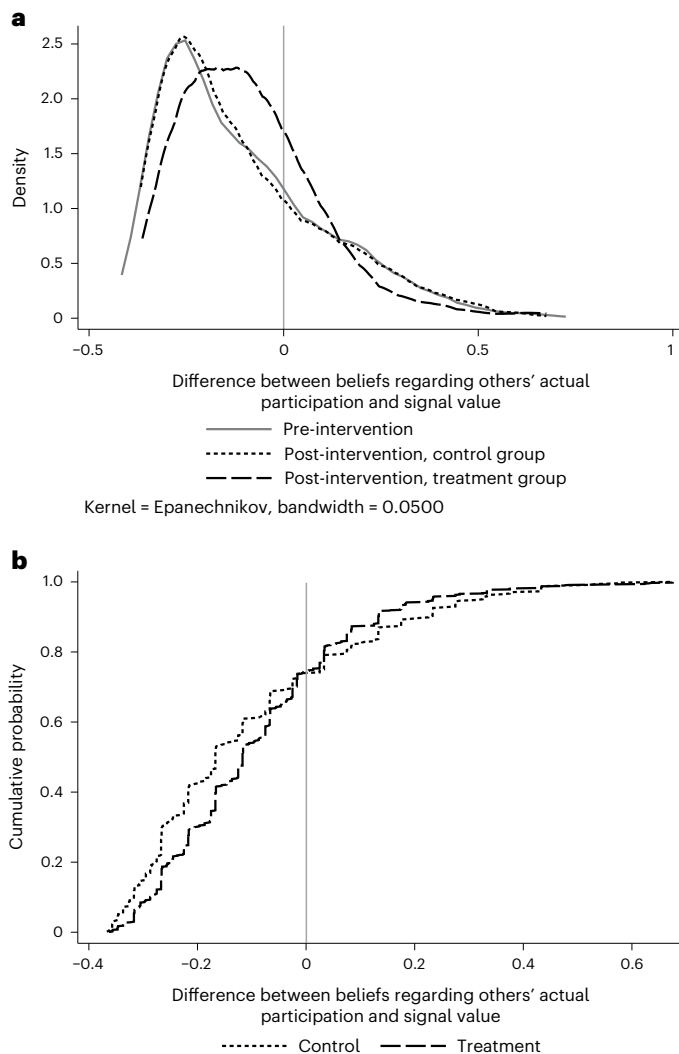 a
2.5
2.0
1.5
1.0
0.5
0
Density
−0.5
0
0.5
1
Difference between beliefs regarding others’ actual
participation and signal value
Pre-intervention
Post-intervention, control group
Post-intervention, treatment group
Kernel = Epanechnikov, bandwidth = 0.0500
b
1.0
0.8
0.6
0.4
0.2
0
Cumulative probability
−0.4
−0.2
0
0.2
0.4
0.6
Difference between beliefs regarding others’ actual
participation and signal value
Control
Treatment